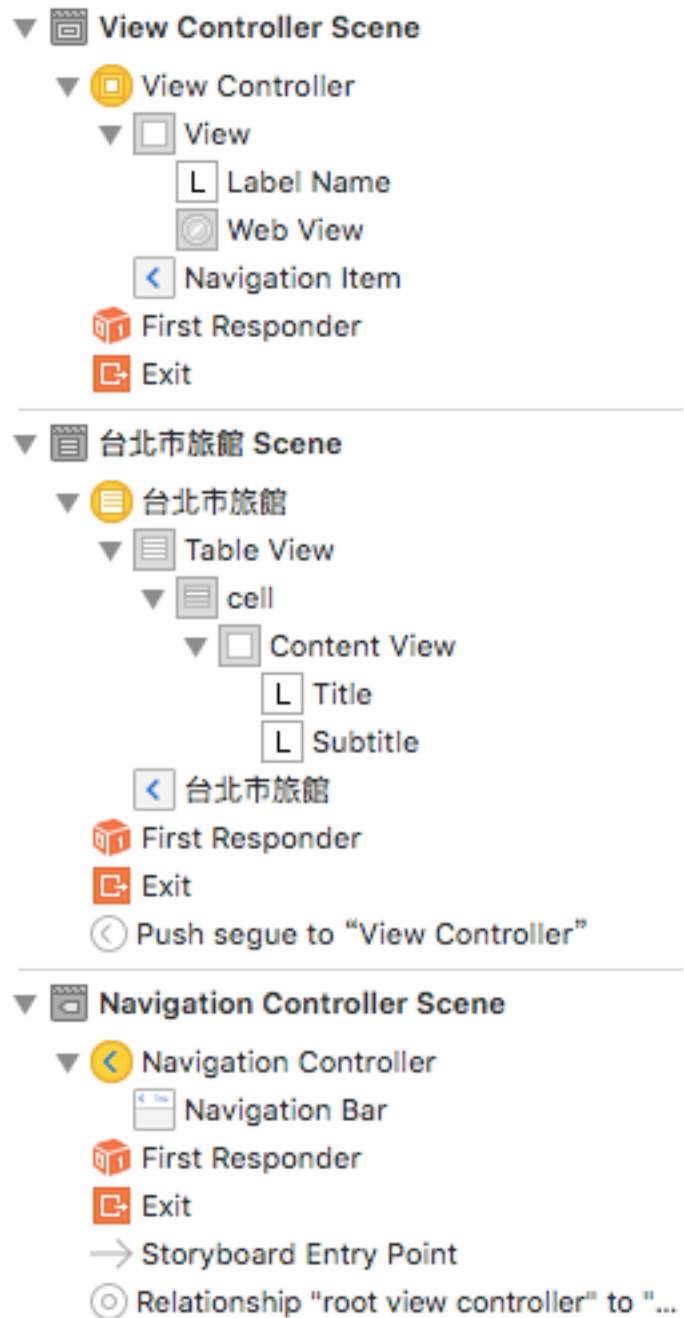 View Controller Scene
View Controller
View
L Label Name
Web View
Navigation Item
First Responder
Exit
台北市旅館 Scene
台北市旅館
Table View
cell
Content View
L Title
L Subtitle
台北市旅館
First Responder
Exit
Push segue to “View Controller”
Navigation Controller Scene
Navigation Controller
Navigation Bar
First Responder
Exit
Storyboard Entry Point
Relationship "root view controller" to "...